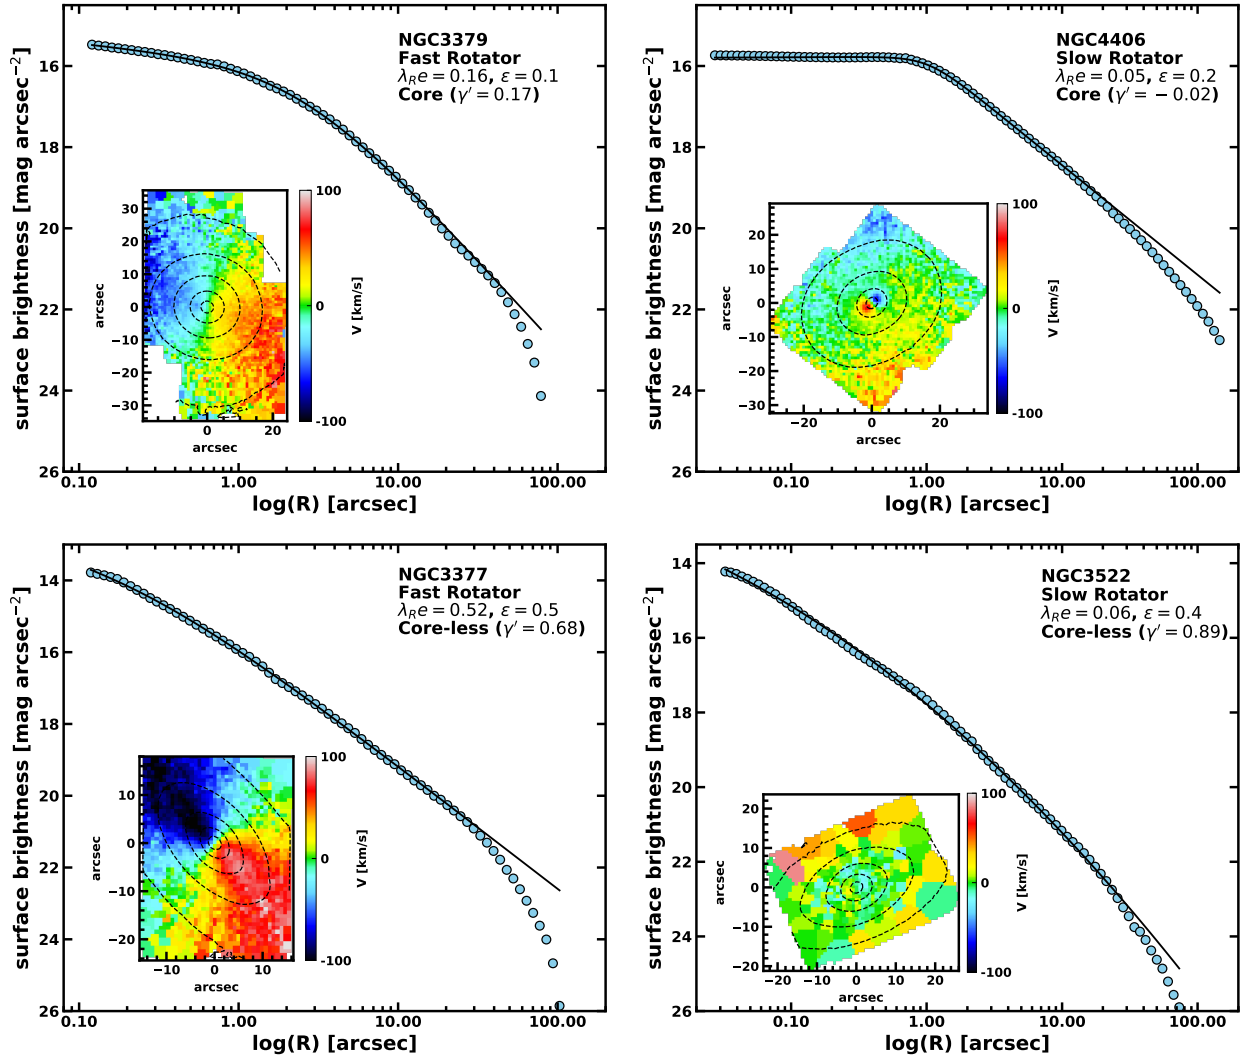 NGC3379
Fast Rotator
λ_R e = 0.16, ε = 0.1
Core (γ′ = 0.17)
16
18
20
22
24
26
surface brightness [mag arcsec⁻²]
0.10 1.00 10.00 100.00
log(R) [arcsec]
30
20
10
0
−10
−20
−30
arcsec
0 20
arcsec
100
0
-100
V [km/s]
NGC4406
Slow Rotator
λ_R e = 0.05, ε = 0.2
Core (γ′ = − 0.02)
16
18
20
22
24
26
surface brightness [mag arcsec⁻²]
0.10 1.00 10.00 100.00
log(R) [arcsec]
30
20
10
0
−10
−20
−30
arcsec
−20 0 20
arcsec
100
0
-100
V [km/s]
NGC3377
Fast Rotator
λ_R e = 0.52, ε = 0.5
Core-less (γ′ = 0.68)
14
16
18
20
22
24
26
surface brightness [mag arcsec⁻²]
0.10 1.00 10.00 100.00
log(R) [arcsec]
10
0
−10
−20
arcsec
−10 0 10
arcsec
100
0
-100
V [km/s]
NGC3522
Slow Rotator
λ_R e = 0.06, ε = 0.4
Core-less (γ′ = 0.89)
14
16
18
20
22
24
26
surface brightness [mag arcsec⁻²]
0.10 1.00 10.00 100.00
log(R) [arcsec]
20
10
0
−10
−20
arcsec
−20 −10 0 10 20
arcsec
100
0
-100
V [km/s]